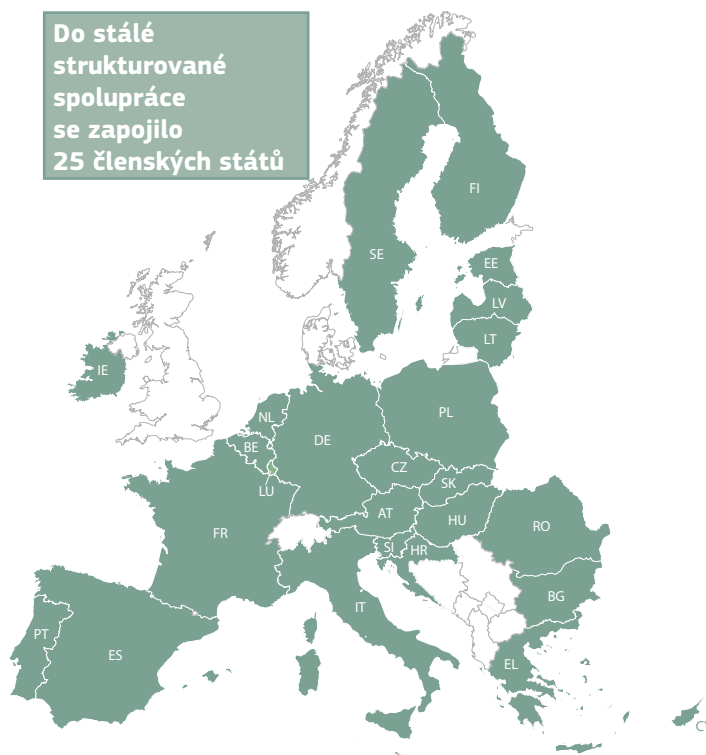 Do stálé
strukturované
spolupráce
se zapojilo
25 členských států
FI
SE
EE
LV
LT
IE
NL
PL
DE
BE
CZ
LU
SK
AT
HU
FR
RO
SI
HR
BG
IT
PT
ES
EL